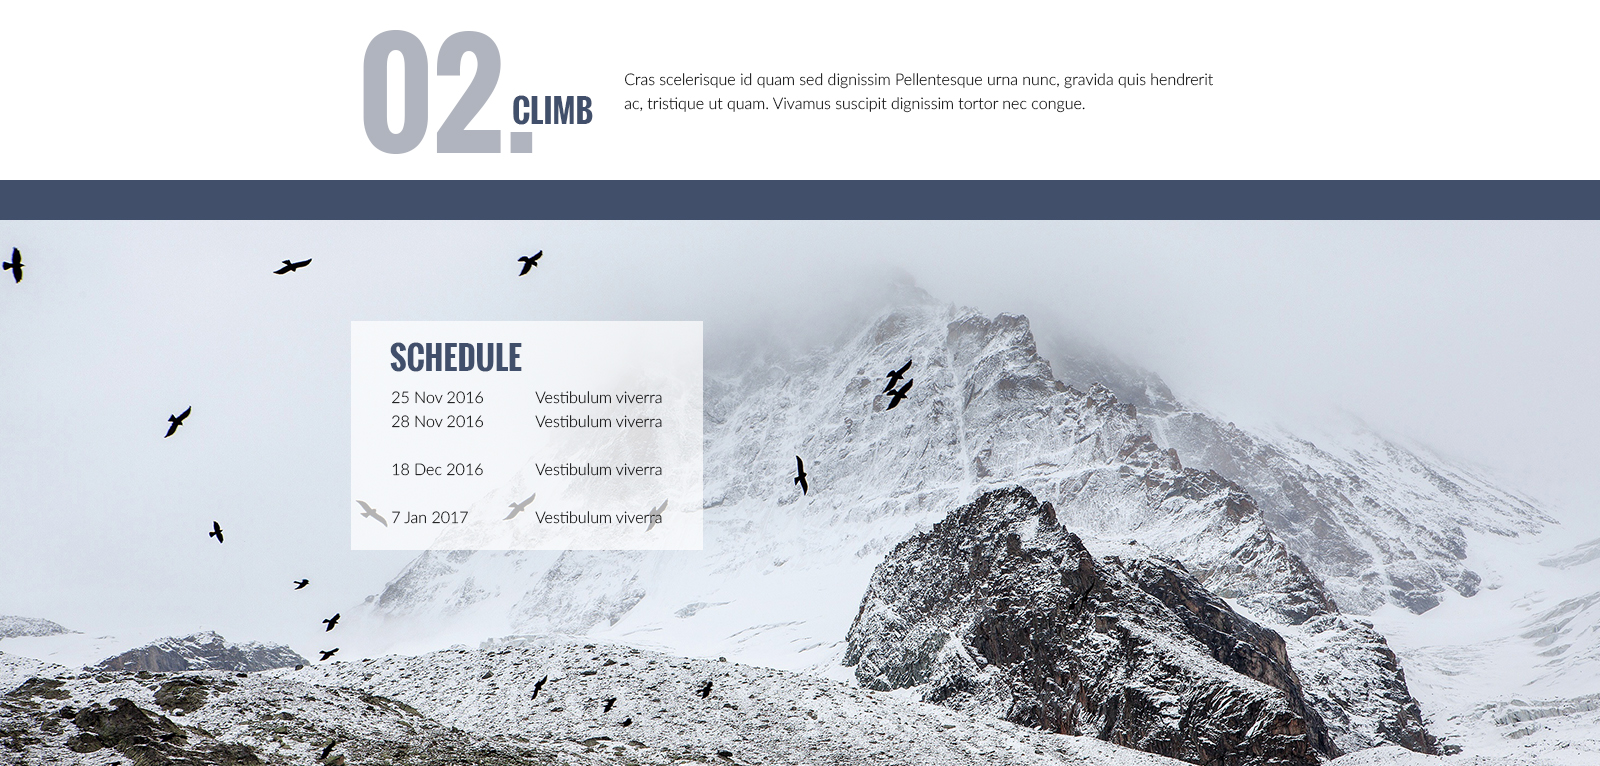 02.
CLIMB
Cras scelerisque id quam sed dignissim Pellentesque urna nunc, gravida quis hendrerit
ac, tristique ut quam. Vivamus suscipit dignissim tortor nec congue.
SCHEDULE
25 Nov 2016 Vestibulum viverra
28 Nov 2016 Vestibulum viverra
18 Dec 2016 Vestibulum viverra
7 Jan 2017 Vestibulum viverra